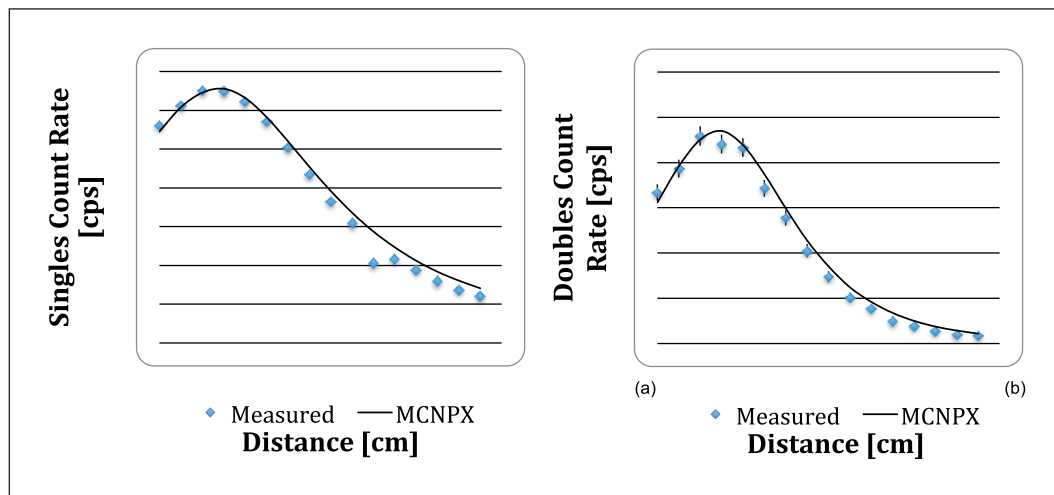 Singles Count Rate
[cps]
Measured MCNPX
Distance [cm]
Doubles Count
Rate [cps]
(a) (b)
Measured MCNPX
Distance [cm]